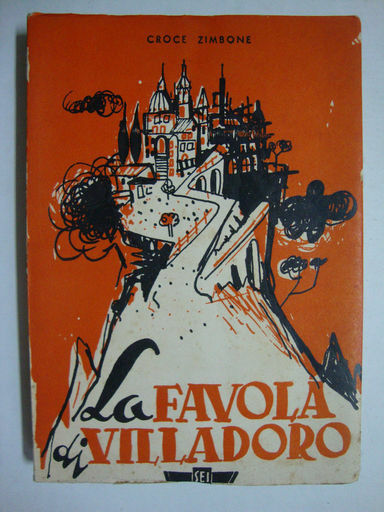 CROCE ZIMBONE
La FAVOLA
di VILLADORO
SEI